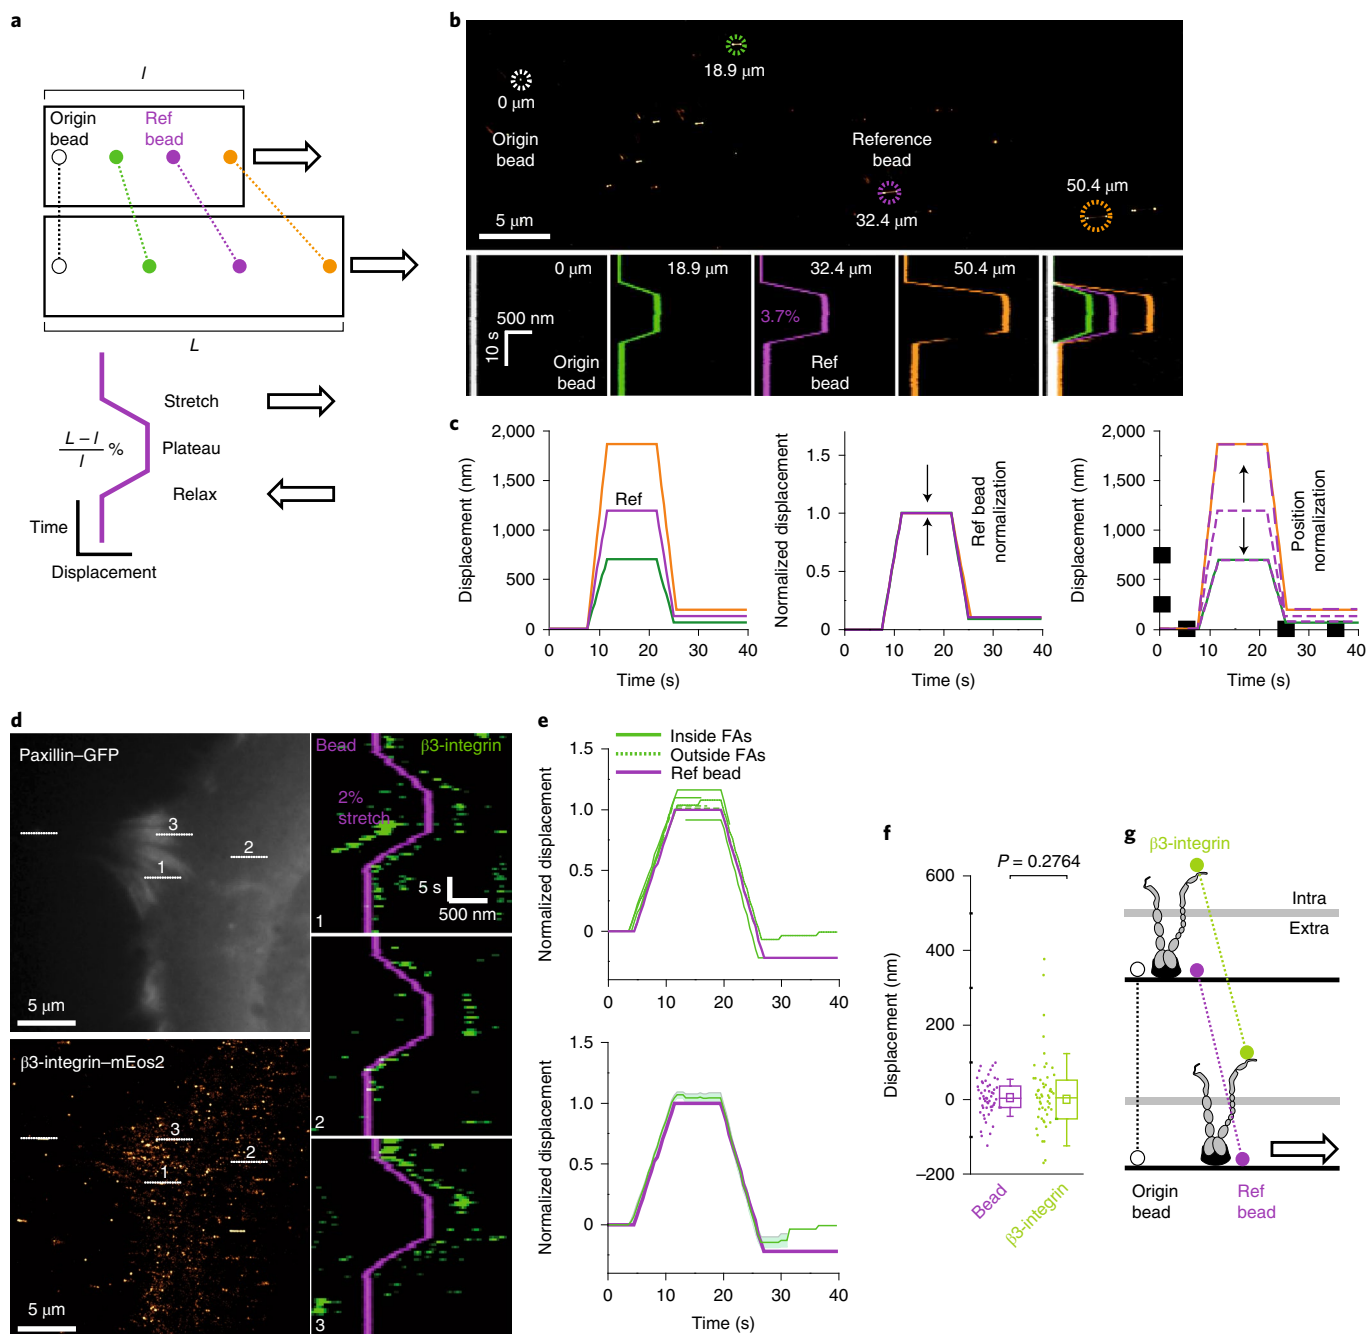 a
l
Origin
bead
Ref
bead
L
Stretch
L – l
l
%
Plateau
Relax
Time
Displacement
b
18.9 μm
0 μm
Origin
bead
Reference
bead
50.4 μm
32.4 μm
5 μm
0 μm
18.9 μm
32.4 μm
50.4 μm
500 nm
3.7%
10 s
Origin
bead
Ref
bead
c
2,000
1,500
1,000
500
0
Displacement (nm)
Ref
0 10 20 30 40
Time (s)
1.5
1.0
0.5
0
Normalized displacement
Ref bead
normalization
0 10 20 30 40
Time (s)
2,000
1,500
1,000
500
0
Displacement (nm)
Position
normalization
0 10 20 30 40
Time (s)
d
Paxillin–GFP
3
2
1
5 μm
β3-integrin–mEos2
3
2
1
5 μm
Bead
β3-integrin
2%
stretch
5 s
500 nm
1
2
3
e
Inside FAs
Outside FAs
Ref bead
1.5
1.0
0.5
0
Normalized displacement
0 10 20 30 40
1.5
1.0
0.5
0
Normalized displacement
0 10 20 30 40
Time (s)
f
P = 0.2764
600
400
200
0
–200
Displacement (nm)
Bead
β3-integrin
g
β3-integrin
Intra
Extra
Origin
bead
Ref
bead